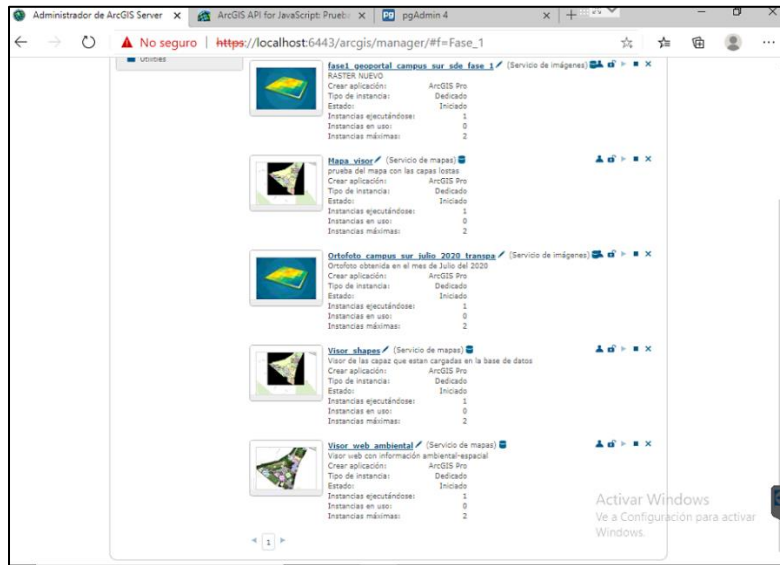 Administrador de ArcGIS Server
ArcGIS API for JavaScript: Prueba
PG pgAdmin 4
No seguro | https://localhost:6443/arcgis/manager/#f=Fase_1
Utilities
fase1_geoportal_campus_sur_sde_fase_1 (Servicio de imágenes)
RASTER NUEVO
Crear aplicación: ArcGIS Pro
Tipo de instancia: Dedicado
Estado: Iniciado
Instancias ejecutándose: 1
Instancias en uso: 0
Instancias máximas: 2
Mapa_visor (Servicio de mapas)
prueba del mapa con las capas lostas
Crear aplicación: ArcGIS Pro
Tipo de instancia: Dedicado
Estado: Iniciado
Instancias ejecutándose: 1
Instancias en uso: 0
Instancias máximas: 2
Ortofoto_campus_sur_julio_2020_transpa (Servicio de imágenes)
Ortofoto obtenida en el mes de Julio del 2020
Crear aplicación: ArcGIS Pro
Tipo de instancia: Dedicado
Estado: Iniciado
Instancias ejecutándose: 1
Instancias en uso: 0
Instancias máximas: 2
Visor_shapes (Servicio de mapas)
Visor de las capaz que estan cargadas en la base de datos
Crear aplicación: ArcGIS Pro
Tipo de instancia: Dedicado
Estado: Iniciado
Instancias ejecutándose: 1
Instancias en uso: 0
Instancias máximas: 2
Visor_web_ambiental (Servicio de mapas)
Visor web con información ambiental-espacial
Crear aplicación: ArcGIS Pro
Tipo de instancia: Dedicado
Estado: Iniciado
Instancias ejecutándose: 1
Instancias en uso: 0
Instancias máximas: 2
1
Activar Windows
Ve a Configuración para activar
Windows.